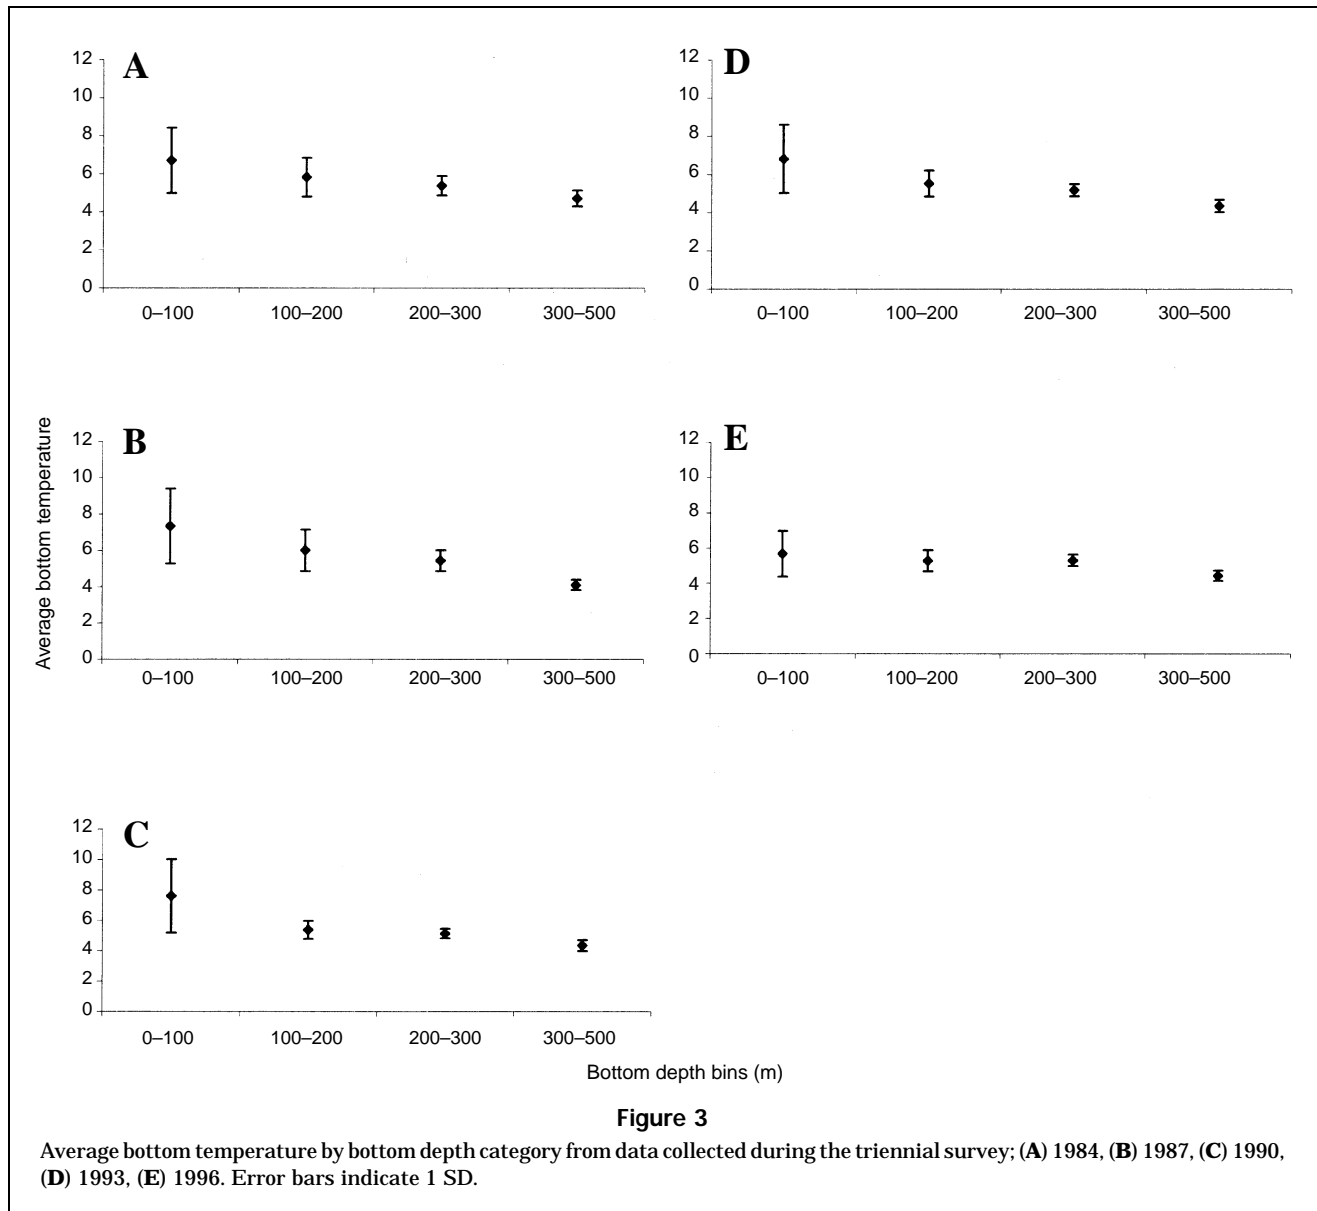 A
12
10
8
6
4
2
0
0–100 100–200 200–300 300–500
D
12
10
8
6
4
2
0
0–100 100–200 200–300 300–500
Average bottom temperature
B
12
10
8
6
4
2
0
0–100 100–200 200–300 300–500
E
12
10
8
6
4
2
0
0–100 100–200 200–300 300–500
C
12
10
8
6
4
2
0
0–100 100–200 200–300 300–500
Bottom depth bins (m)
Figure 3
Average bottom temperature by bottom depth category from data collected during the triennial survey; (A) 1984, (B) 1987, (C) 1990,
(D) 1993, (E) 1996. Error bars indicate 1 SD.